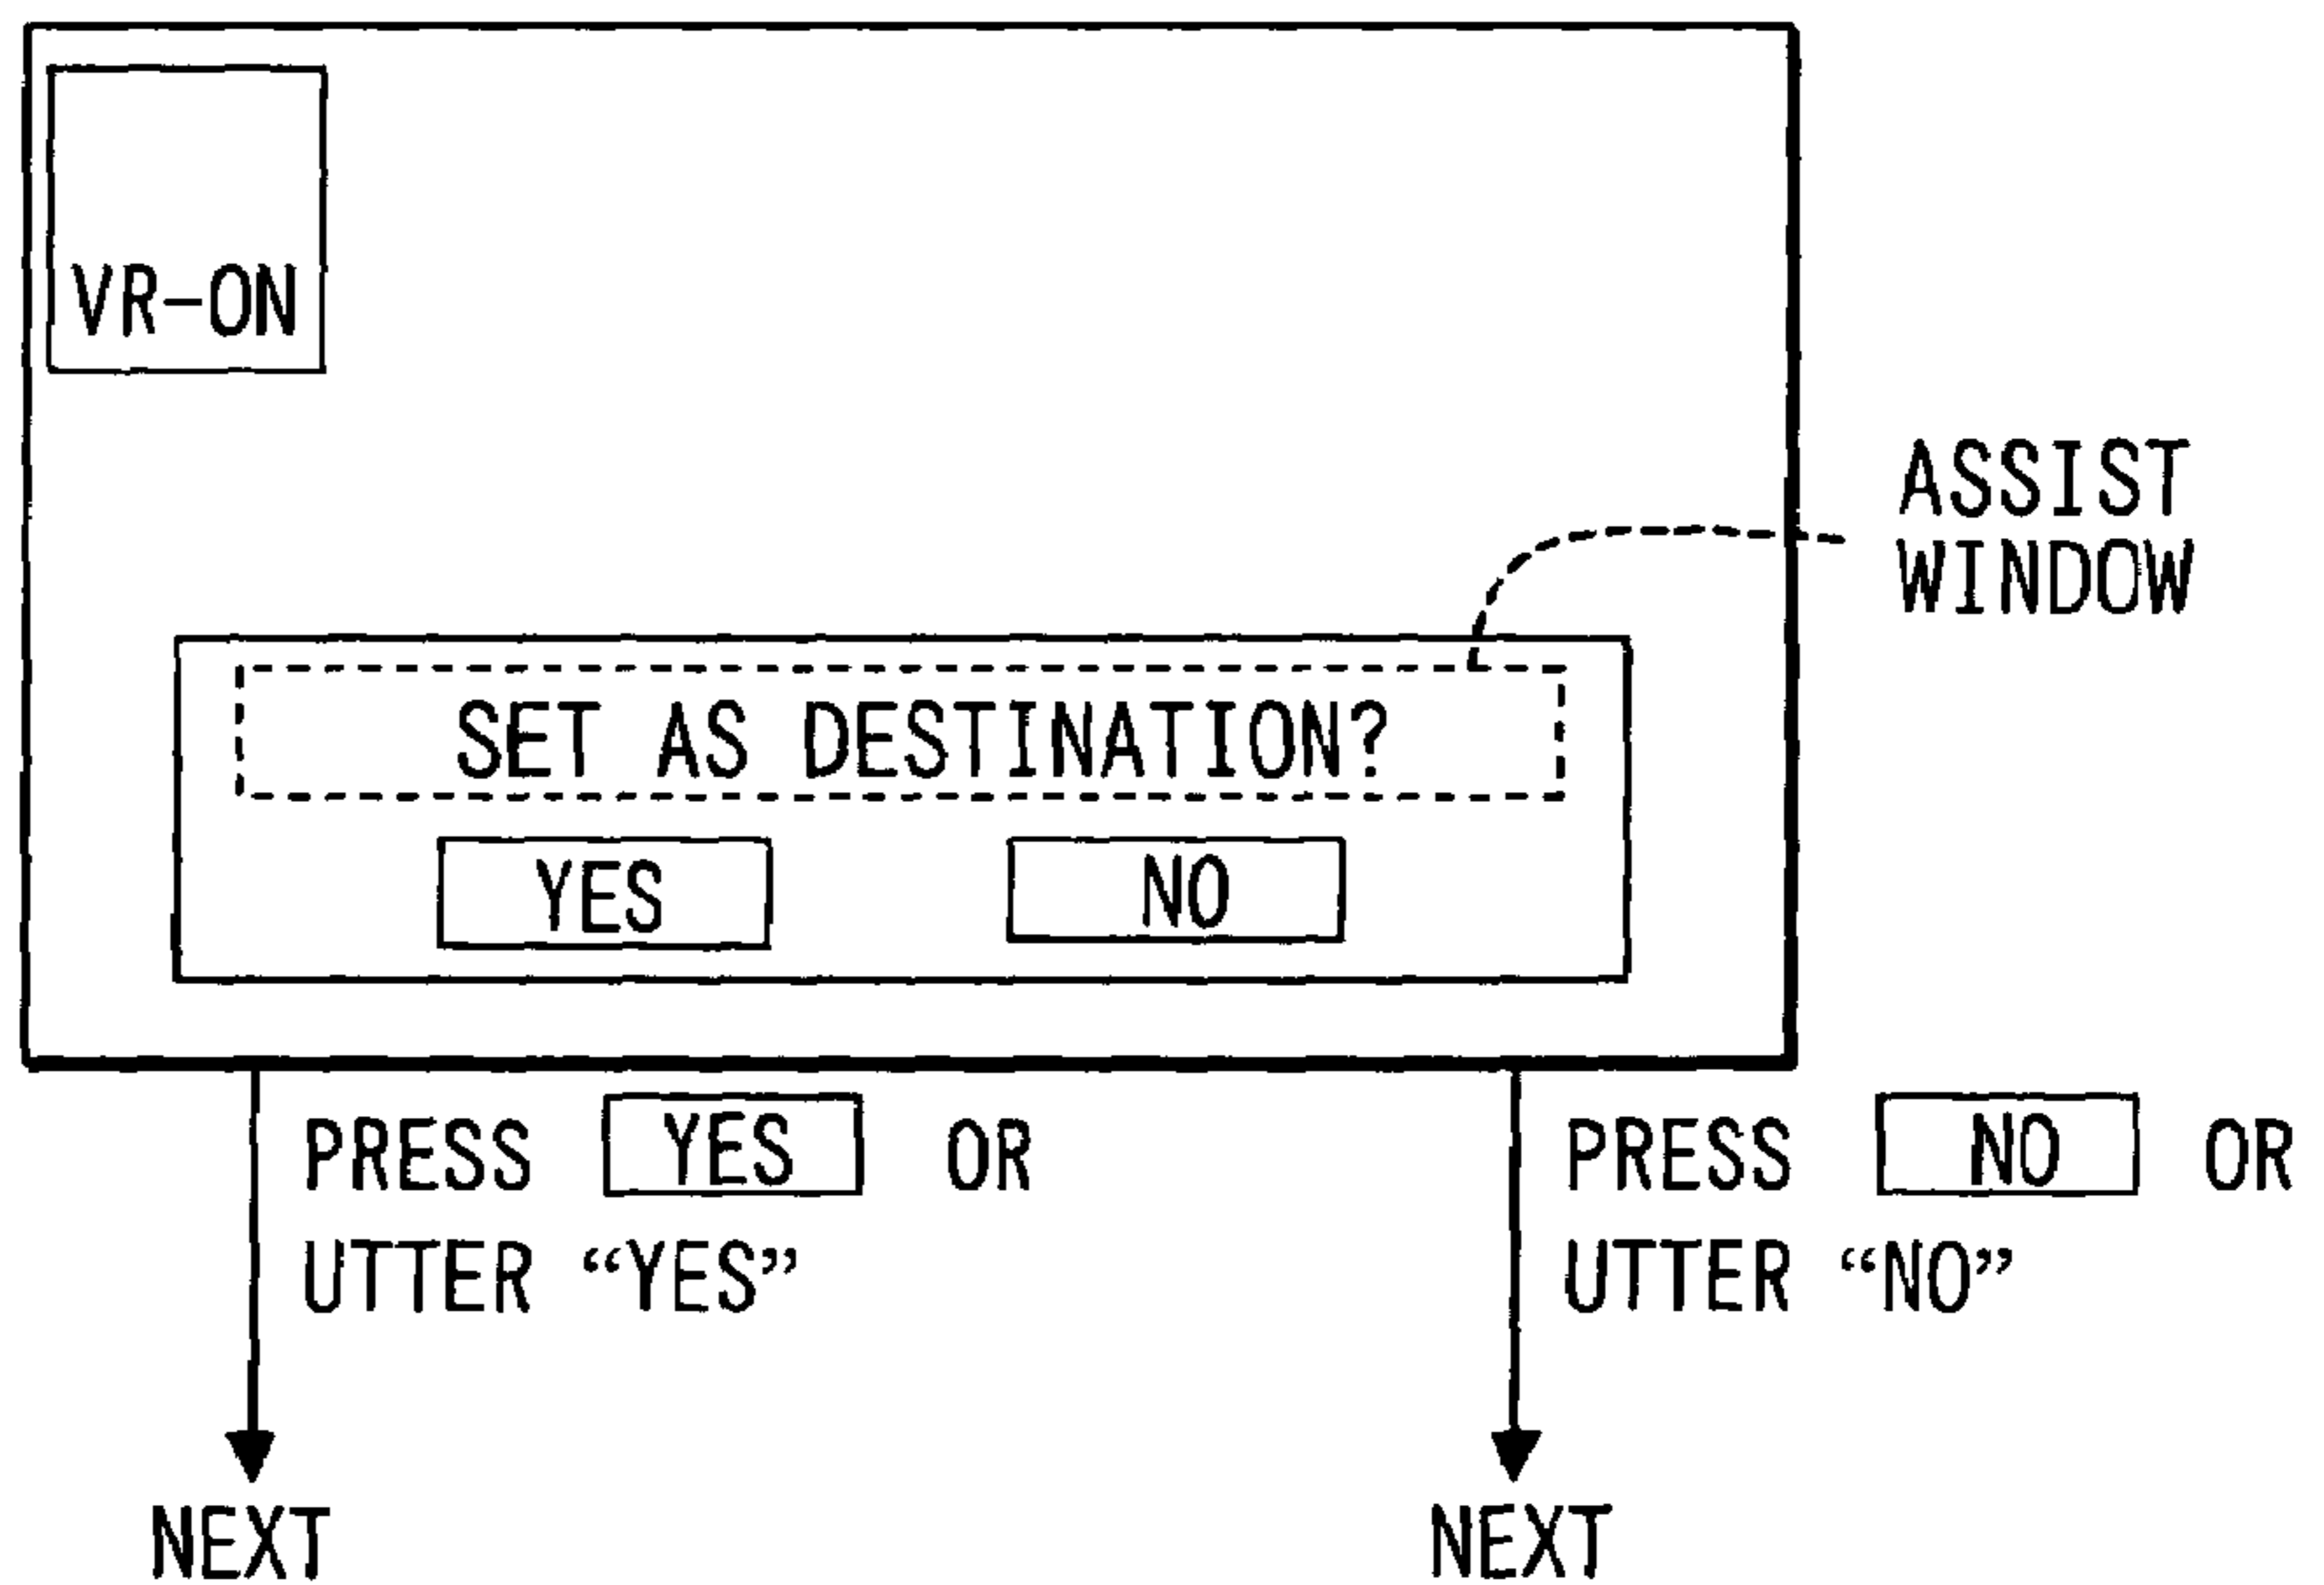 VR-ON
ASSIST
WINDOW
SET AS DESTINATION?
YES NO
PRESS YES OR
UTTER “YES”
PRESS NO OR
UTTER “NO”
NEXT
NEXT